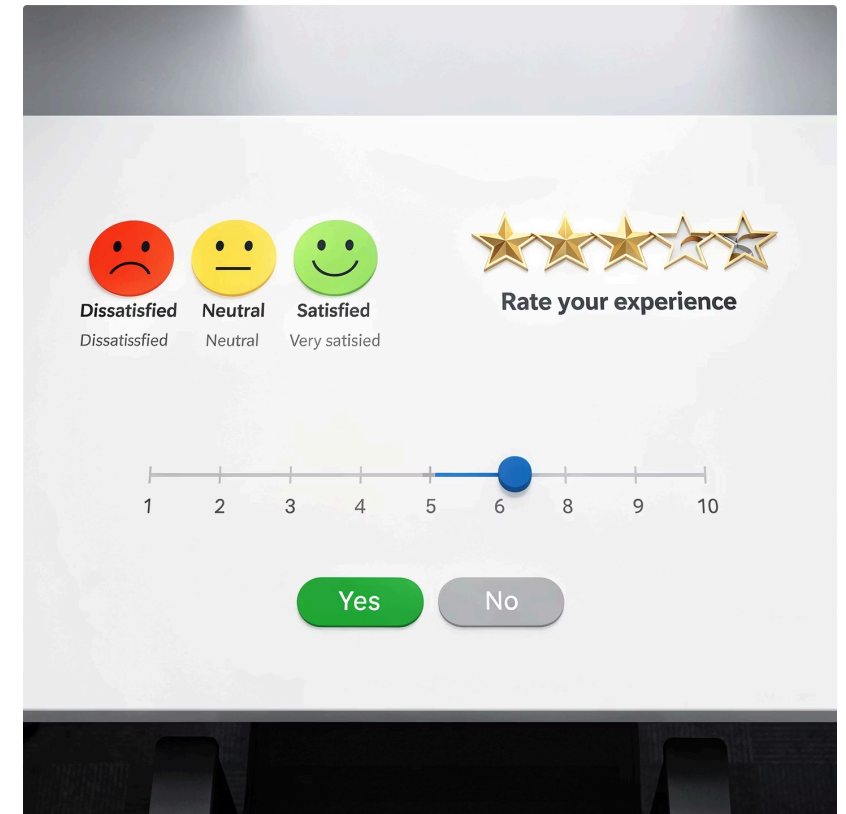 Dissatisfied Neutral Satisfied
Dissatissfied Neutral Very satisied
Rate your experience
1 2 3 4 5 6 8 9 10
Yes No